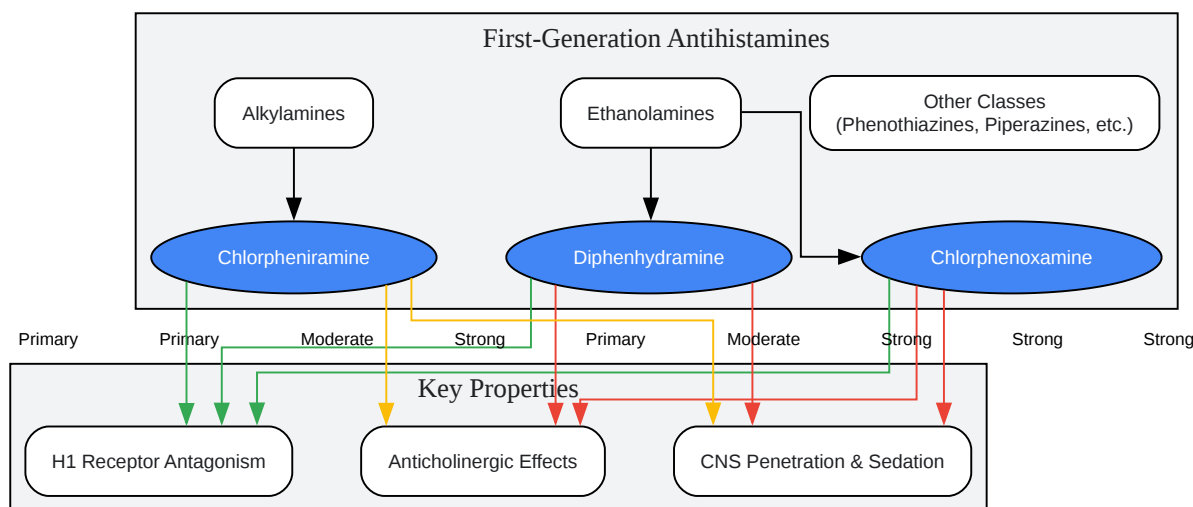 First-Generation Antihistamines
Alkylamines
Ethanolamines
Other Classes
(Phenothiazines, Piperazines, etc.)
Chlorpheniramine
Diphenhydramine
Chlorphenoxamine
Primary
Primary
Moderate
Strong
Primary
Moderate
Strong
Strong
Strong
Key Properties
H1 Receptor Antagonism
Anticholinergic Effects
CNS Penetration & Sedation